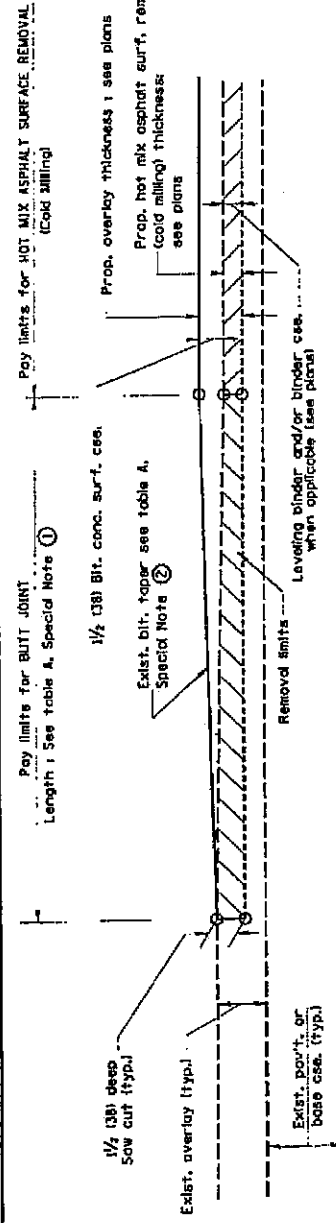 Pay limits for BUTT JOINT
Length : See table A, Special Note ①
Pay limits for HOT MIX ASPHALT SURFACE REMOVAL
(Cold Milling)
1½ (38) Bit. conc. surf. cse.
Prop. overlay thickness : see plans
Exist. bit. taper see table A,
Special Note ②
Prop. hot mix asphalt surf. rem
(cold milling) thickness:
see plans
1½ (38) deep
Saw cut (typ.)
Exist. overlay (typ.)
Exist. pav't. or
base cse. (typ.)
Removal limits
Leveling binder and/or binder cse.
when applicable (see plans)